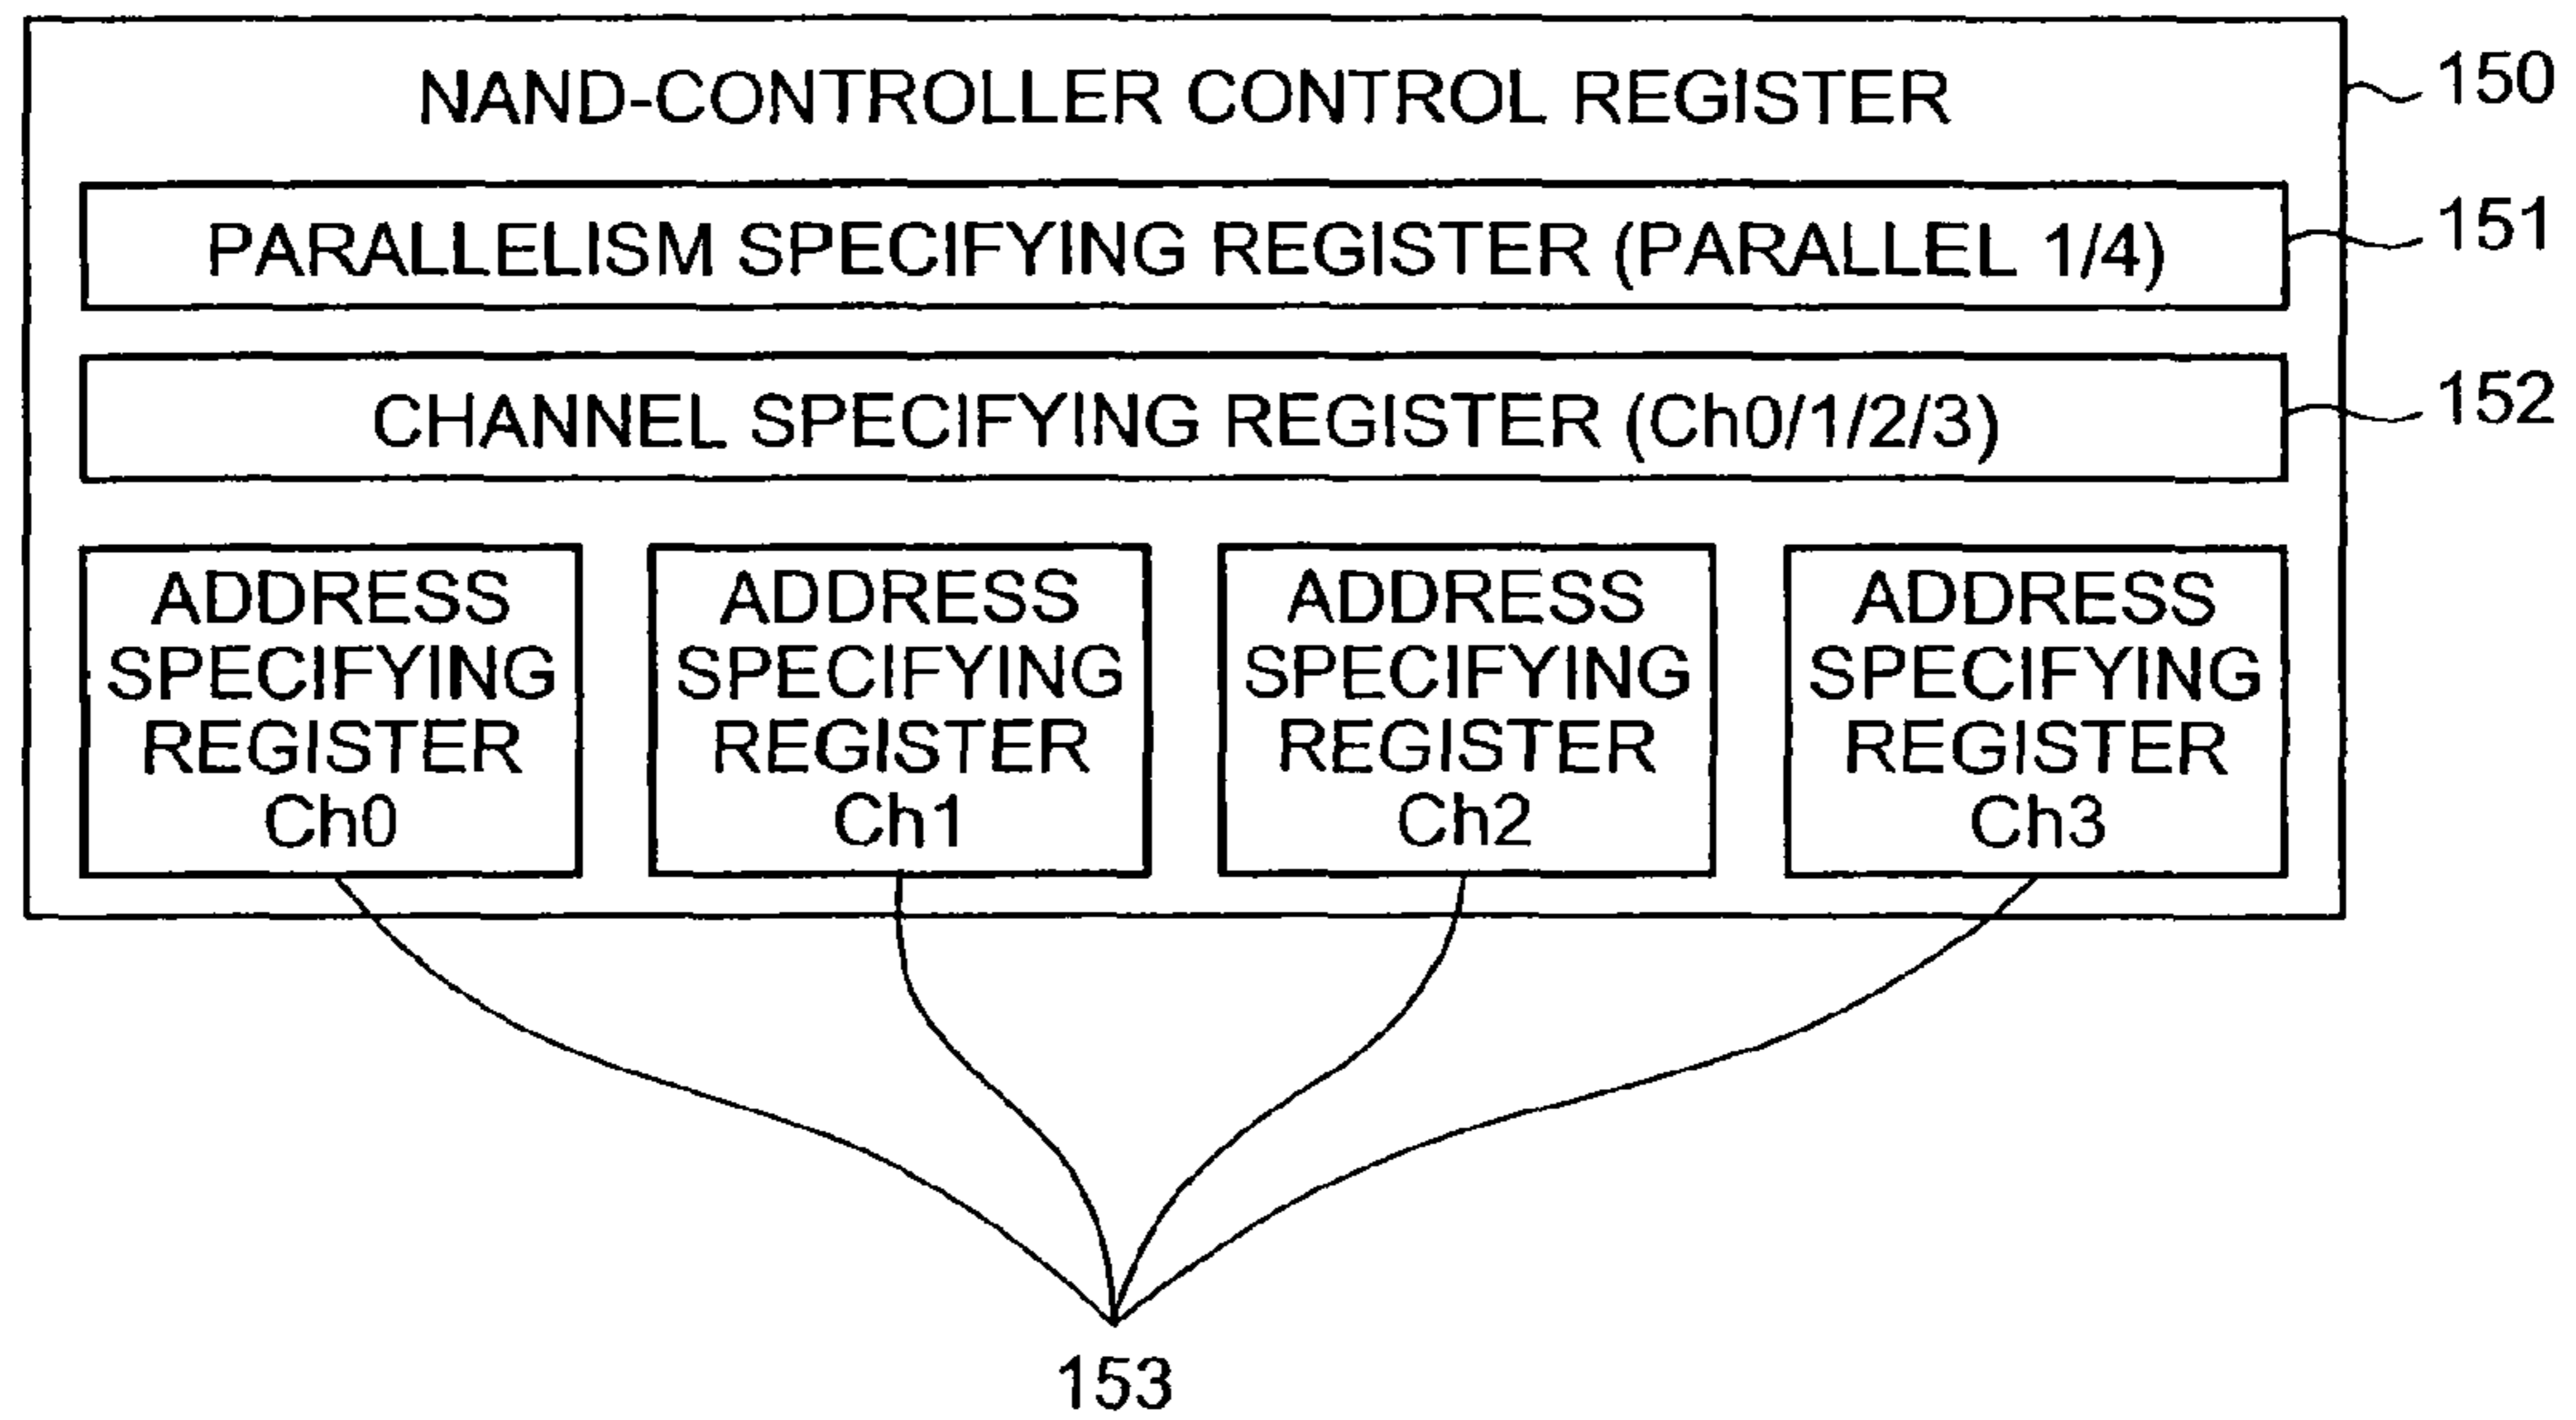 NAND-CONTROLLER CONTROL REGISTER
150
PARALLELISM SPECIFYING REGISTER (PARALLEL 1/4)
151
CHANNEL SPECIFYING REGISTER (Ch0/1/2/3)
152
ADDRESS
SPECIFYING
REGISTER
Ch0
ADDRESS
SPECIFYING
REGISTER
Ch1
ADDRESS
SPECIFYING
REGISTER
Ch2
ADDRESS
SPECIFYING
REGISTER
Ch3
153